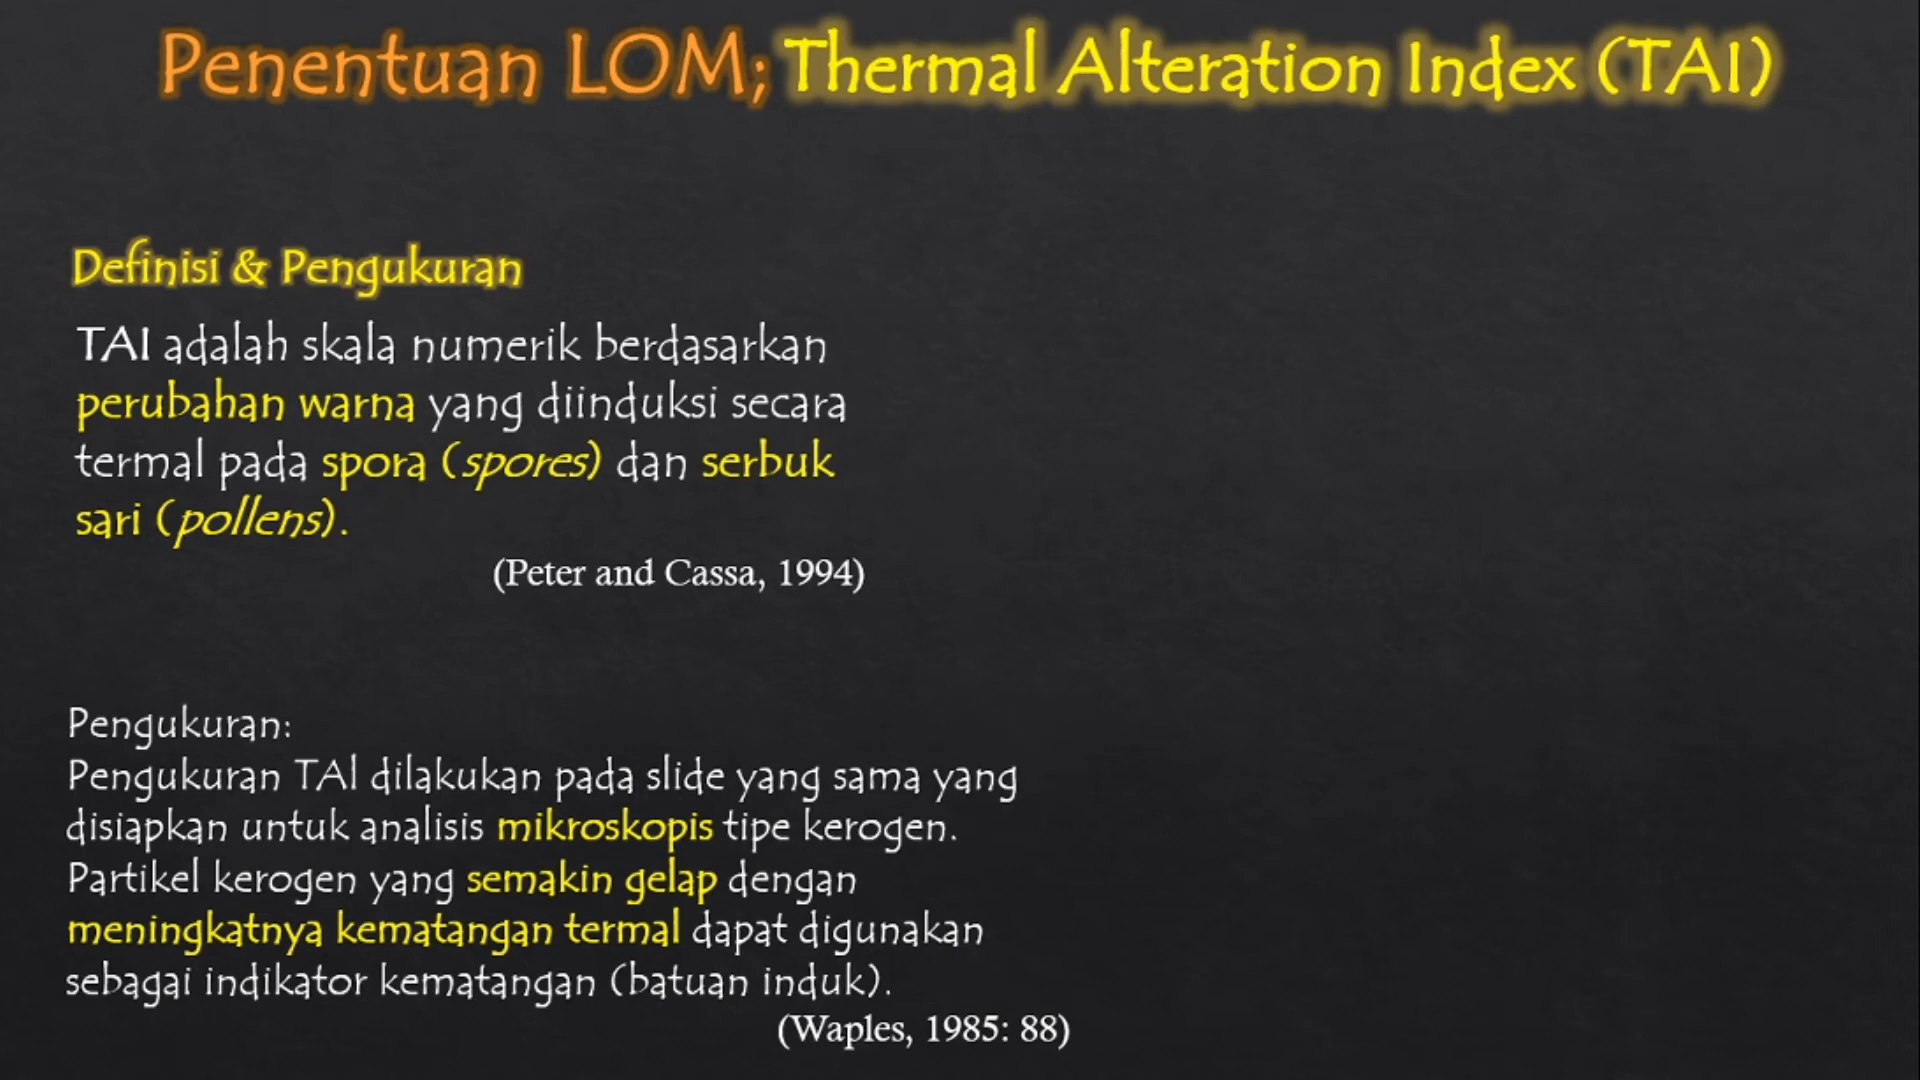 Penentuan LOM; Thermal Alteration Index (TAI)
Definisi & Pengukuran
TAI adalah skala numerik berdasarkan
perubahan warna yang diinduksi secara
termal pada spora (spores) dan serbuk
sari (pollens).
(Peter and Cassa, 1994)
Pengukuran:
Pengukuran TAl dilakukan pada slide yang sama yang
disiapkan untuk analisis mikroskopis tipe kerogen.
Partikel kerogen yang semakin gelap dengan
meningkatnya kematangan termal dapat digunakan
sebagai indikator kematangan (batuan induk).
(Waples, 1985: 88)